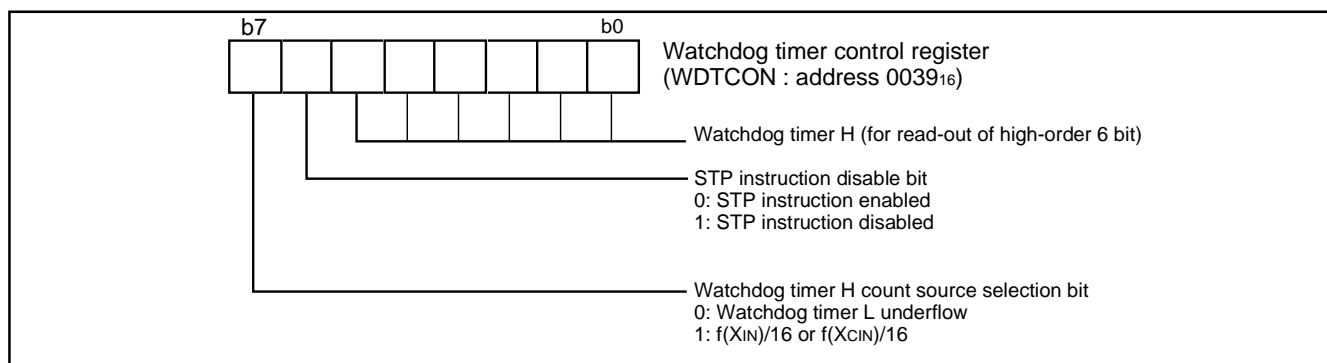 b7 b0
Watchdog timer control register
(WDTCON : address 003916)
Watchdog timer H (for read-out of high-order 6 bit)
STP instruction disable bit
0: STP instruction enabled
1: STP instruction disabled
Watchdog timer H count source selection bit
0: Watchdog timer L underflow
1: f(XIN)/16 or f(XCIN)/16